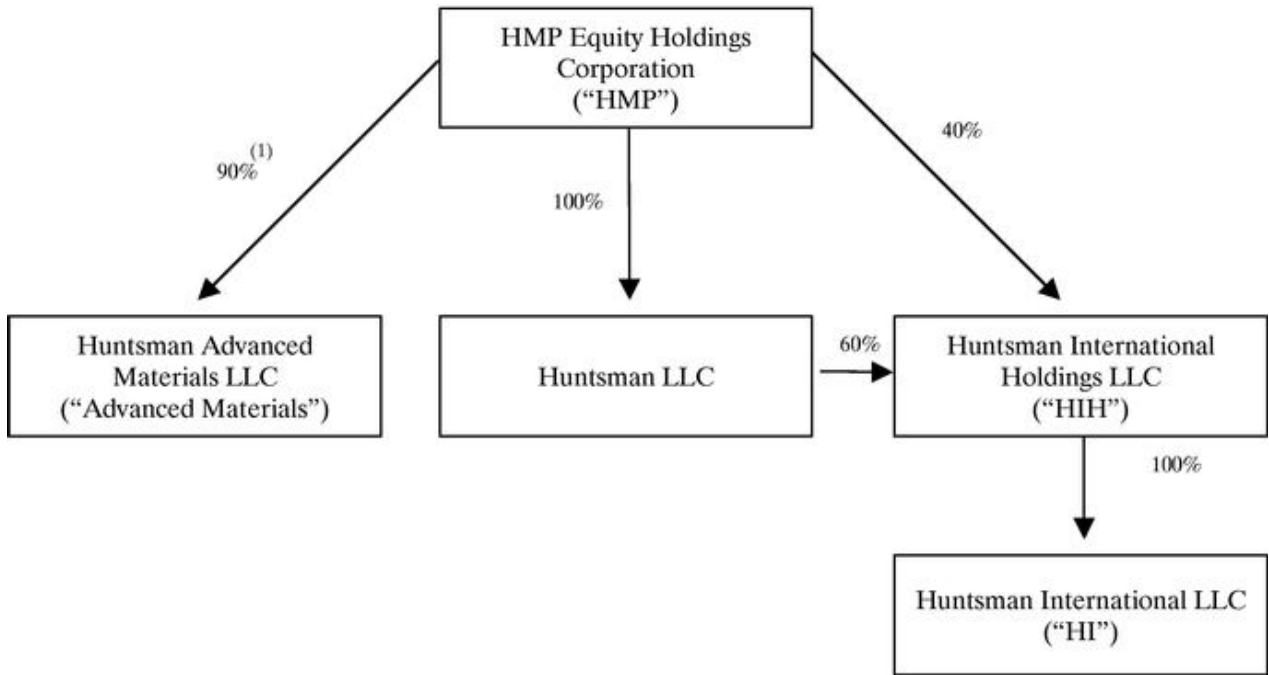 HMP Equity Holdings
Corporation
(“HMP”)
90%(1)
100%
40%
Huntsman Advanced
Materials LLC
(“Advanced Materials”)
Huntsman LLC
60%
Huntsman International
Holdings LLC
(“HIH”)
100%
Huntsman International LLC
(“HI”)